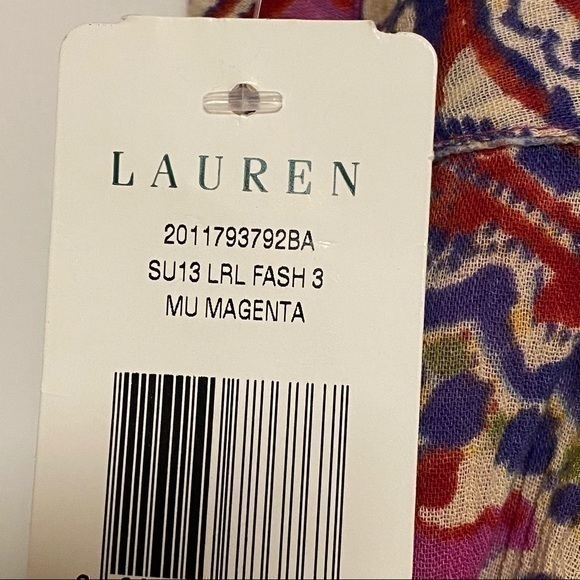 LAUREN
2011793792BA
SU13 LRL FASH 3
MU MAGENTA